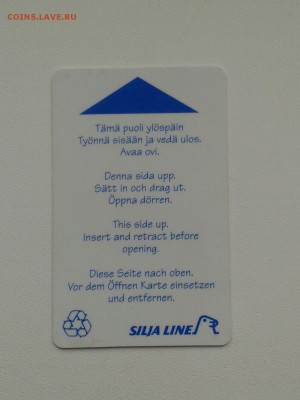 COINS.LAVE.RU
Tämä puoli ylöspäin
Työnnä sisään ja vedä ulos.
Avaa ovi.
Denna sida upp.
Sätt in och drag ut.
Öppna dörren.
This side up.
Insert and retract before
opening.
Diese Seite nach oben.
Vor dem Öffnen Karte einsetzen
und entfernen.
SILJA LINE